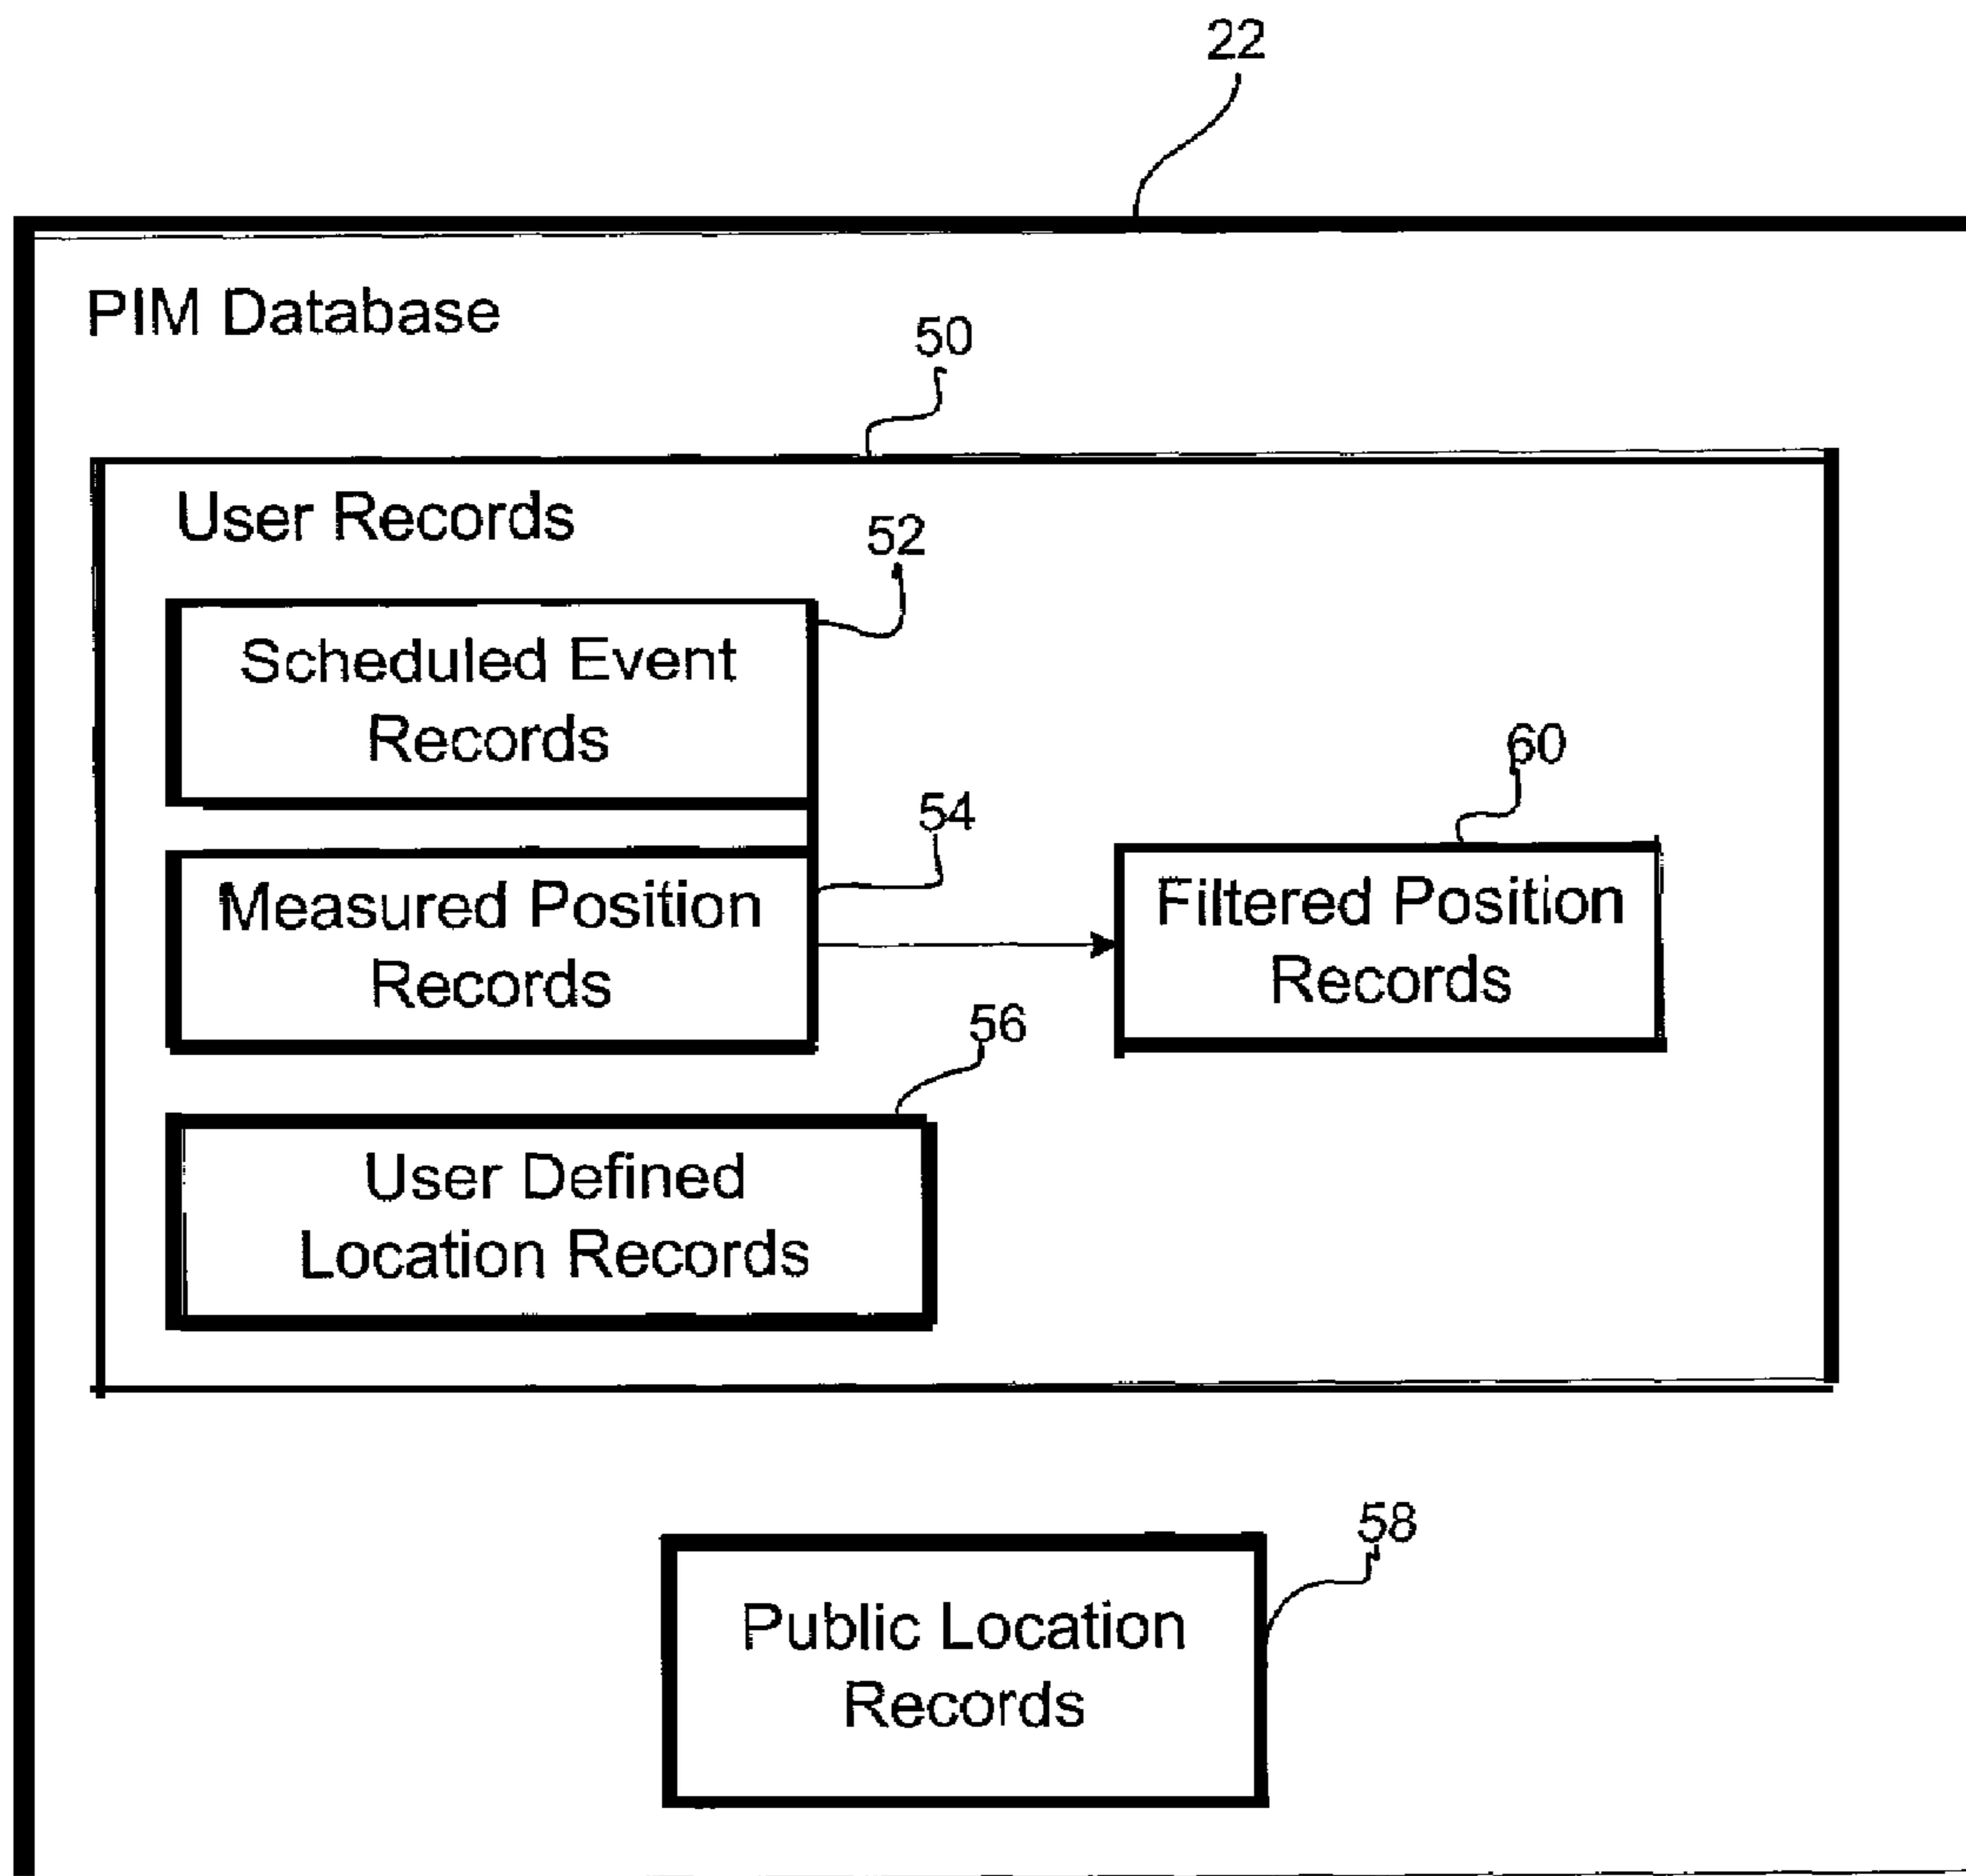 22
PIM Database
50
User Records
52
Scheduled Event
Records
60
54
Measured Position
Records
Filtered Position
Records
56
User Defined
Location Records
58
Public Location
Records